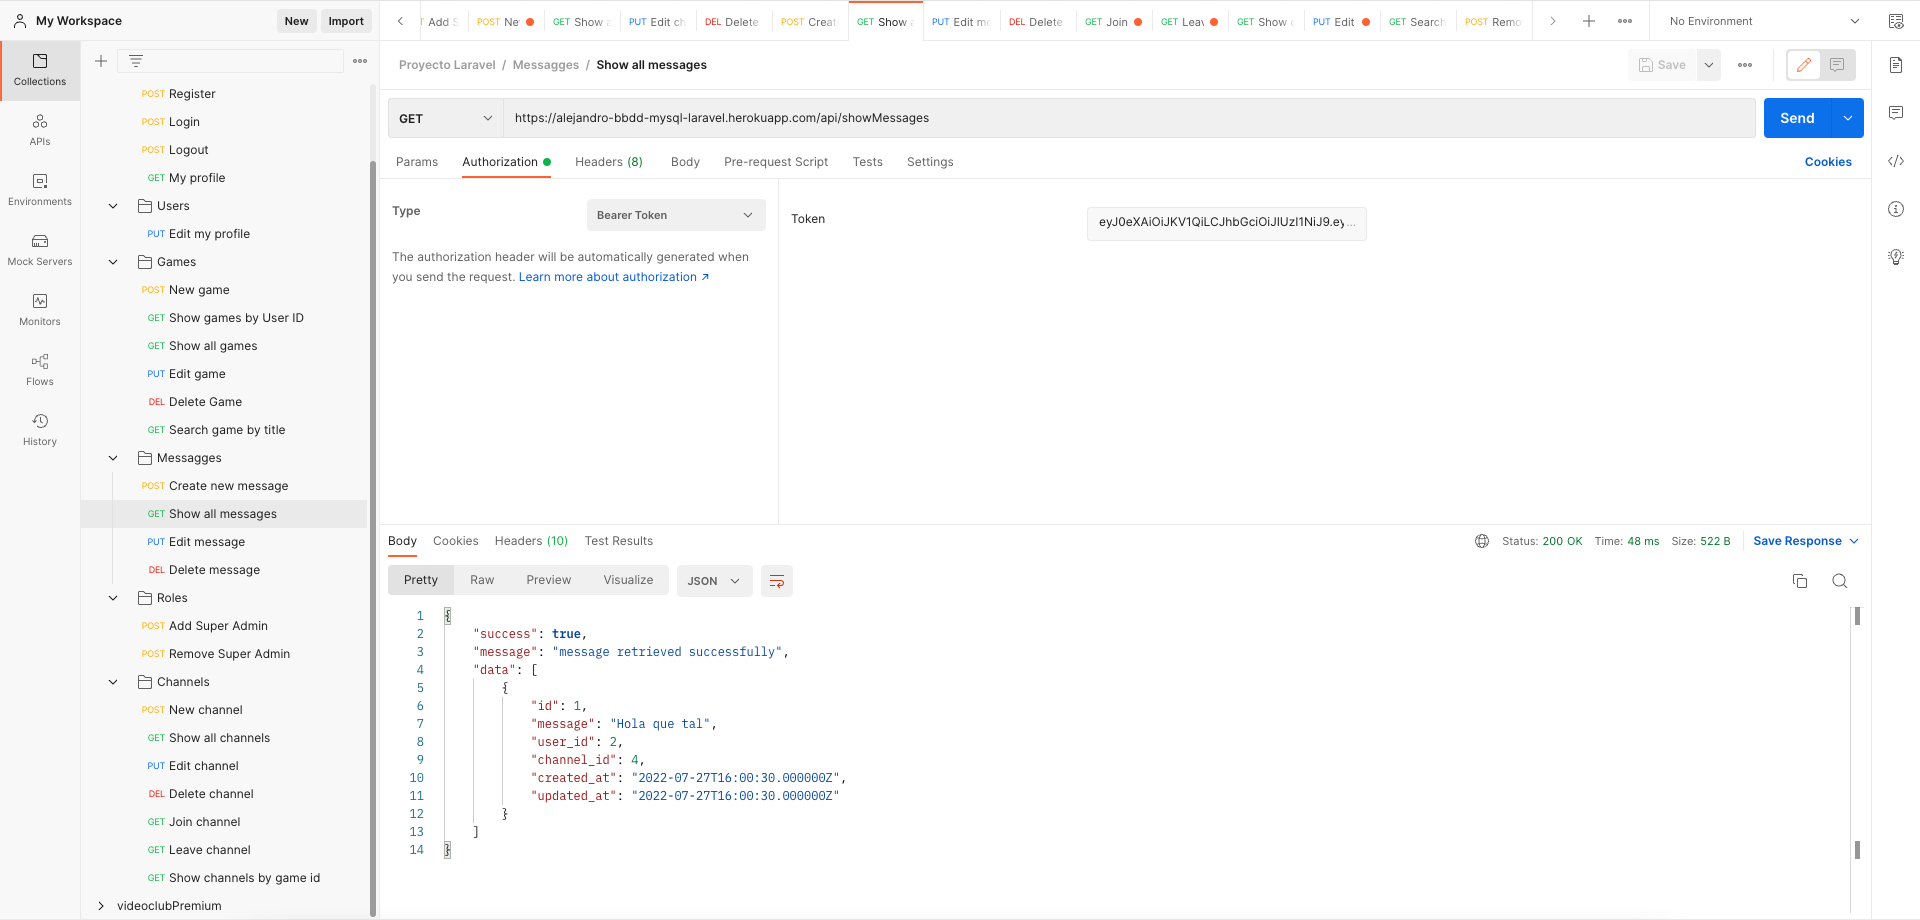 My Workspace
New
Import
Add S
POST Ne
GET Show a
PUT Edit ch
DEL Delete
POST Creat
GET Show a
PUT Edit me
DEL Delete
GET Join
GET Leav
GET Show c
PUT Edit
GET Search
POST Remo
No Environment
Collections
APIs
Environments
Mock Servers
Monitors
Flows
History
POST Register
POST Login
POST Logout
GET My profile
Users
PUT Edit my profile
Games
POST New game
GET Show games by User ID
GET Show all games
PUT Edit game
DEL Delete Game
GET Search game by title
Messagges
POST Create new message
GET Show all messages
PUT Edit message
DEL Delete message
Roles
POST Add Super Admin
POST Remove Super Admin
Channels
POST New channel
GET Show all channels
PUT Edit channel
DEL Delete channel
GET Join channel
GET Leave channel
GET Show channels by game id
videoclubPremium
Proyecto Laravel / Messagges / Show all messages
Save
GET
https://alejandro-bbdd-mysql-laravel.herokuapp.com/api/showMessages
Send
Params
Authorization
Headers (8)
Body
Pre-request Script
Tests
Settings
Cookies
Type
Bearer Token
The authorization header will be automatically generated when
you send the request. Learn more about authorization ↗
Token
eyJ0eXAiOiJKV1QiLCJhbGciOiJIUzI1NiJ9.ey...
Body
Cookies
Headers (10)
Test Results
Status: 200 OK
Time: 48 ms
Size: 522 B
Save Response
Pretty
Raw
Preview
Visualize
JSON
1 {
2 "success": true,
3 "message": "message retrieved successfully",
4 "data": [
5 {
6 "id": 1,
7 "message": "Hola que tal",
8 "user_id": 2,
9 "channel_id": 4,
10 "created_at": "2022-07-27T16:00:30.000000Z",
11 "updated_at": "2022-07-27T16:00:30.000000Z"
12 }
13 ]
14 }